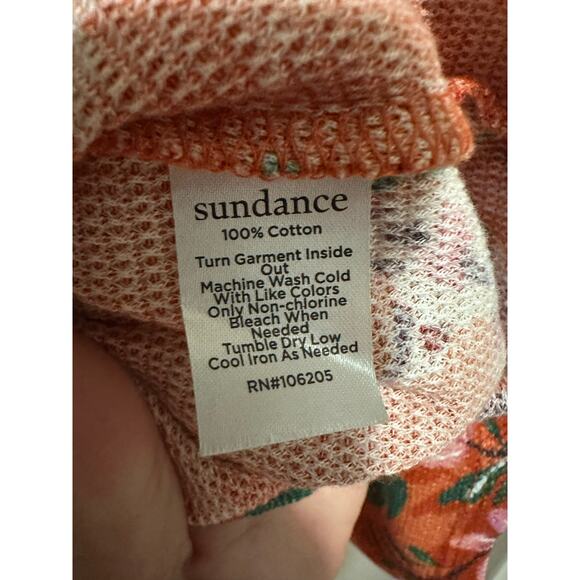 sundance
100% Cotton
Turn Garment Inside
Out
Machine Wash Cold
With Like Colors
Only Non-chlorine
Bleach When
Needed
Tumble Dry Low
Cool Iron As Needed
RN#106205